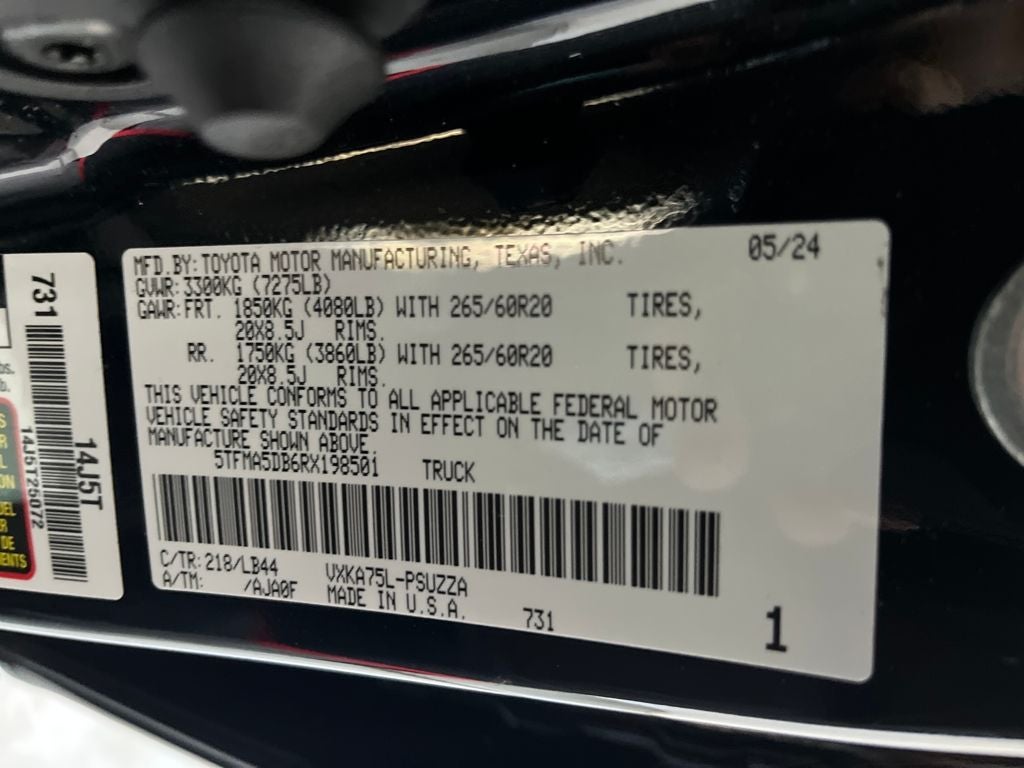 MFD.BY:TOYOTA MOTOR MANUFACTURING, TEXAS, INC. 05/24
GVWR:3300KG (7275LB)
GAWR:FRT. 1850KG (4080LB) WITH 265/60R20 TIRES,
20X8.5J RIMS.
RR. 1750KG (3860LB) WITH 265/60R20 TIRES,
20X8.5J RIMS.
THIS VEHICLE CONFORMS TO ALL APPLICABLE FEDERAL MOTOR
VEHICLE SAFETY STANDARDS IN EFFECT ON THE DATE OF
MANUFACTURE SHOWN ABOVE.
5TFMA5DB6RX198501 TRUCK
C/TR:218/LB44 VXKA75L-PSUZZA
A/TM: /AJA0F MADE IN U.S.A. 731
1
731
14J5T
14J5T25072
DE